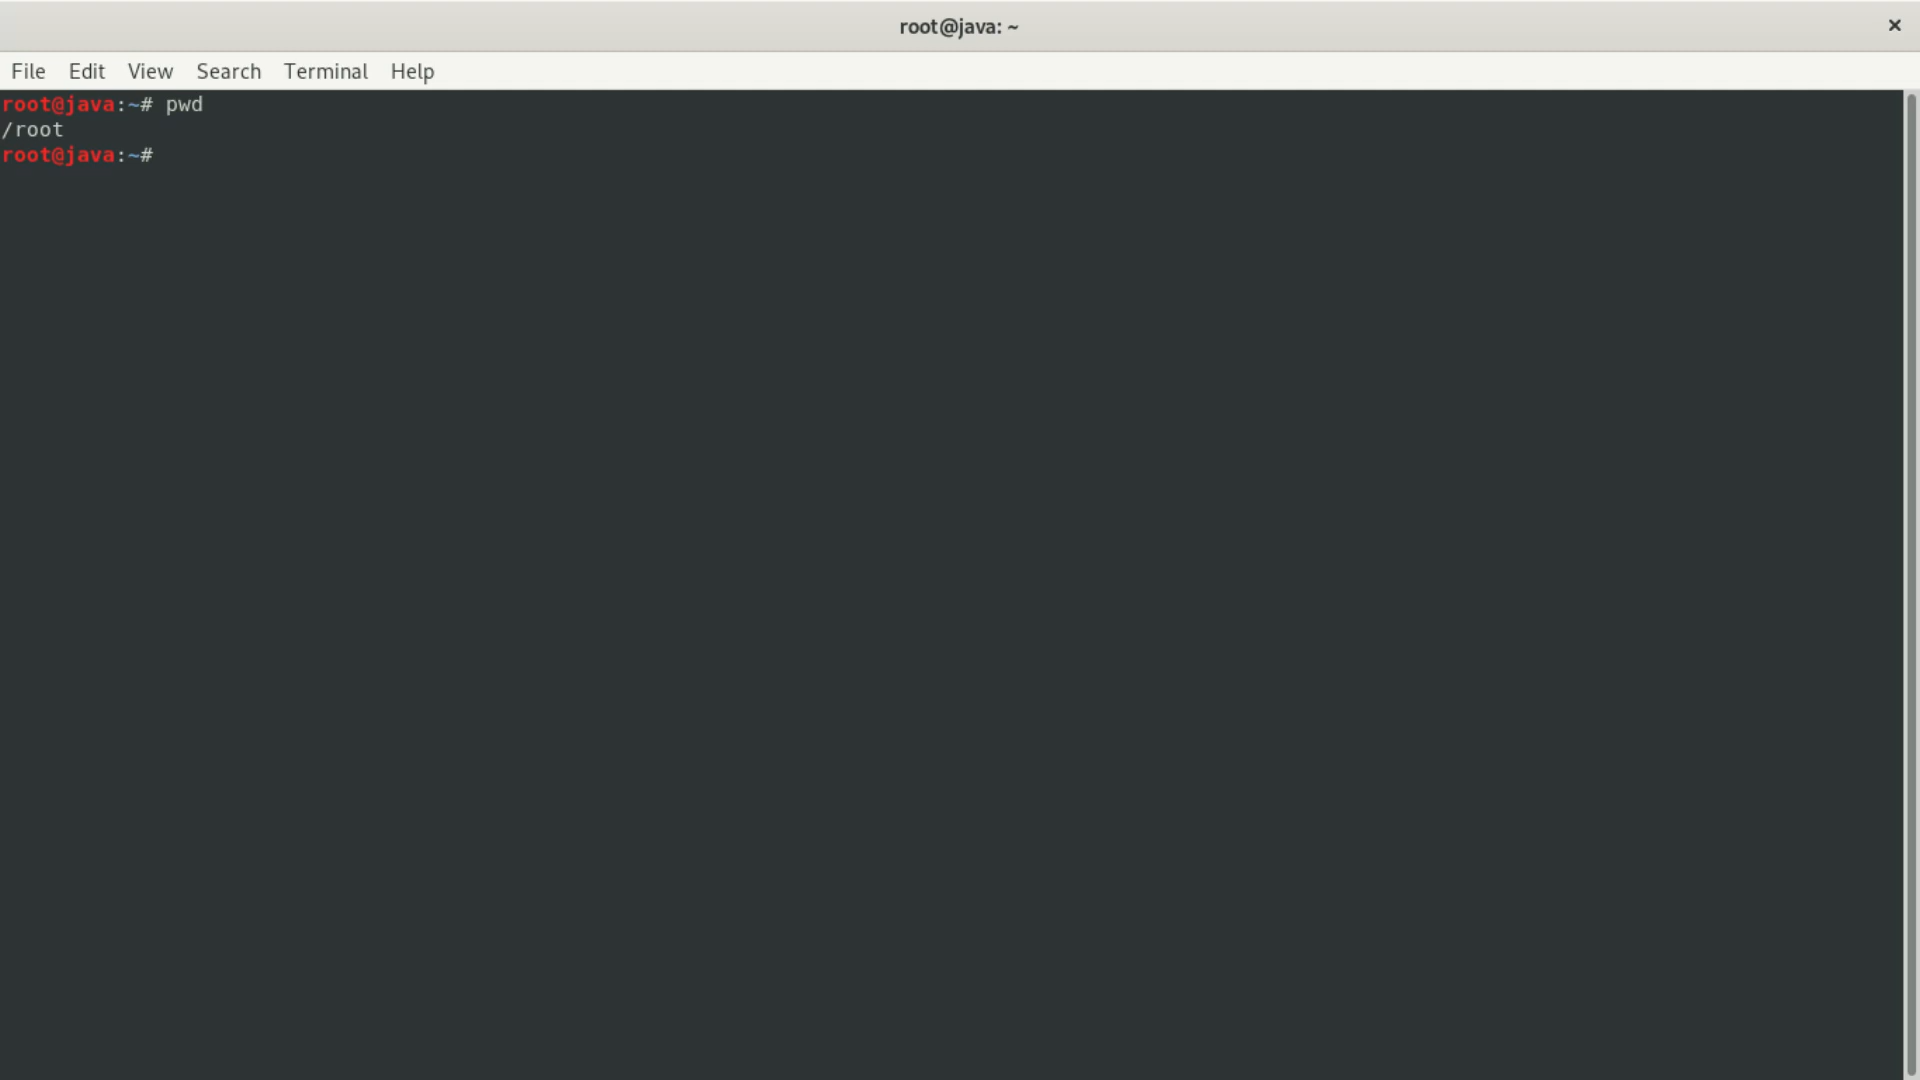 root@java: ~
×
File Edit View Search Terminal Help
root@java:~# pwd
/root
root@java:~#